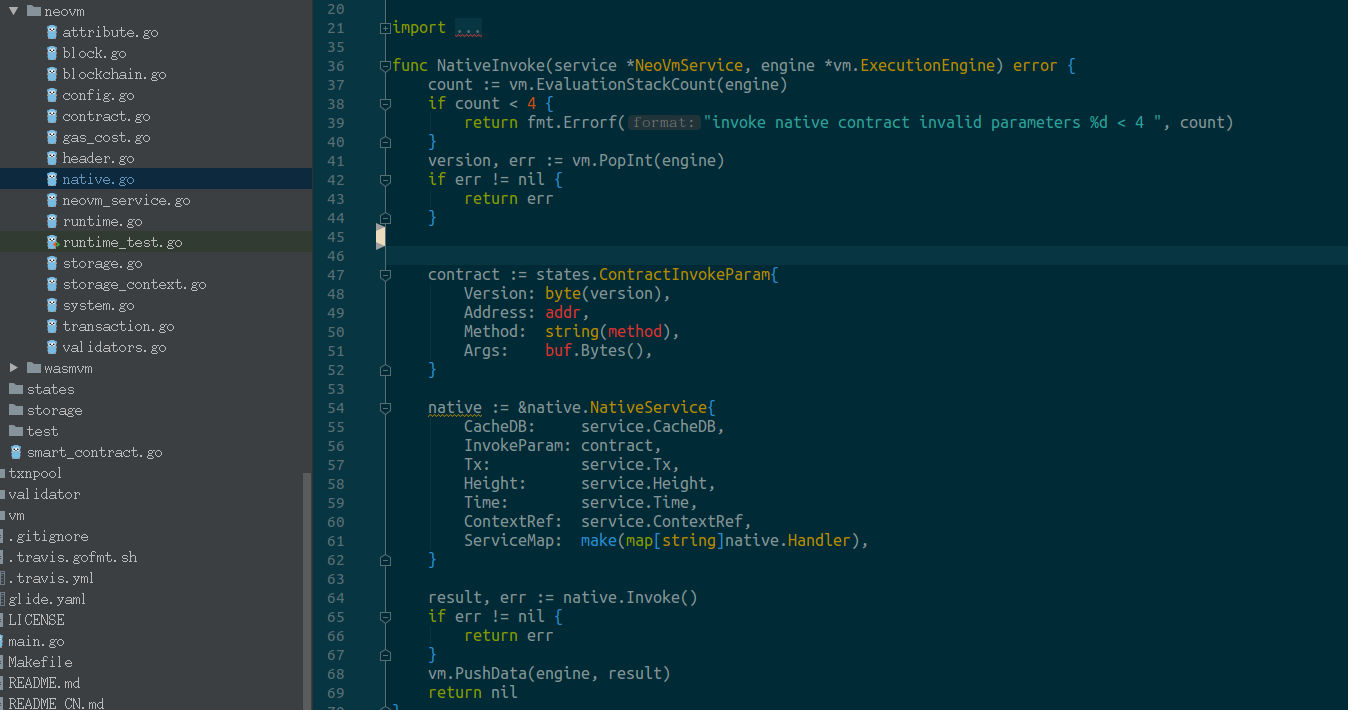 neovm
attribute.go
block.go
blockchain.go
config.go
contract.go
gas_cost.go
header.go
native.go
neovm_service.go
runtime.go
runtime_test.go
storage.go
storage_context.go
system.go
transaction.go
validators.go
wasmvm
states
storage
test
smart_contract.go
txnpool
validator
vm
.gitignore
.travis.gofmt.sh
.travis.yml
glide.yaml
LICENSE
main.go
Makefile
README.md
README_CN.md
20
21 import ...
35
36 func NativeInvoke(service *NeoVmService, engine *vm.ExecutionEngine) error {
37 count := vm.EvaluationStackCount(engine)
38 if count < 4 {
39 return fmt.Errorf( format: "invoke native contract invalid parameters %d < 4 ", count)
40 }
41 version, err := vm.PopInt(engine)
42 if err != nil {
43 return err
44 }
45
46
47 contract := states.ContractInvokeParam{
48 Version: byte(version),
49 Address: addr,
50 Method: string(method),
51 Args: buf.Bytes(),
52 }
53
54 native := &native.NativeService{
55 CacheDB: service.CacheDB,
56 InvokeParam: contract,
57 Tx: service.Tx,
58 Height: service.Height,
59 Time: service.Time,
60 ContextRef: service.ContextRef,
61 ServiceMap: make(map[string]native.Handler),
62 }
63
64 result, err := native.Invoke()
65 if err != nil {
66 return err
67 }
68 vm.PushData(engine, result)
69 return nil
70 }